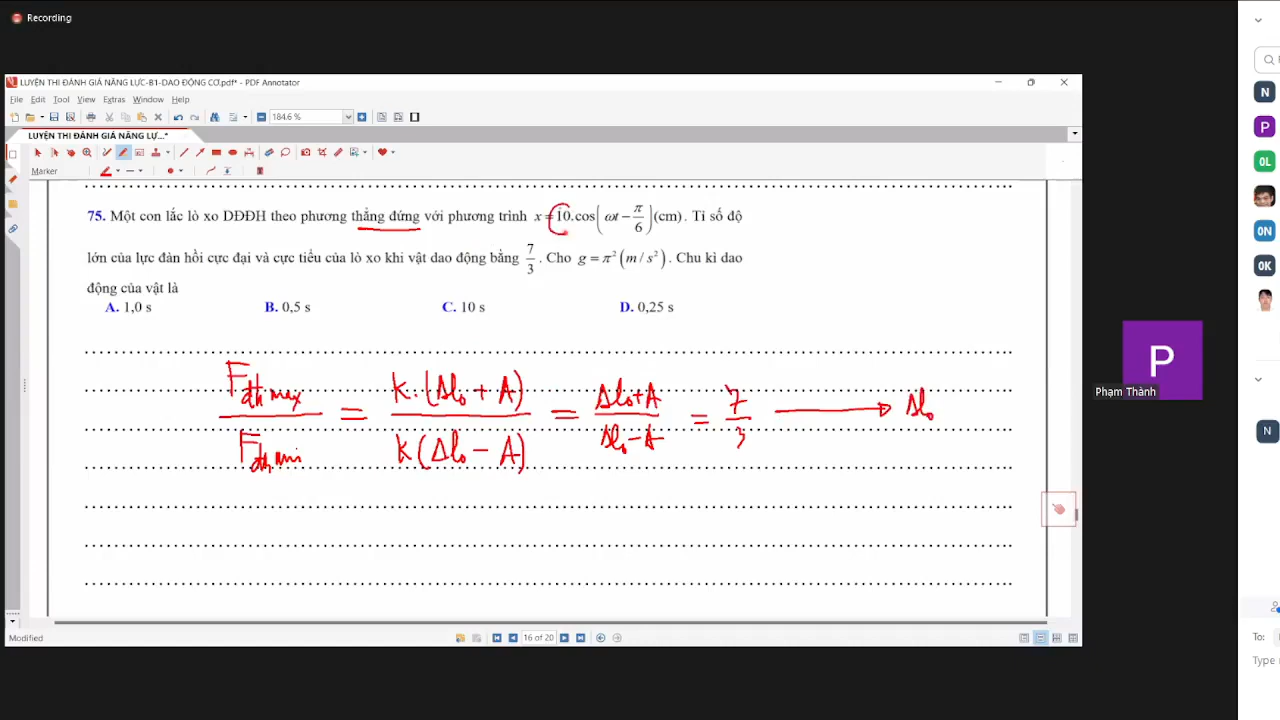 Recording
LUYỆN THI ĐÁNH GIÁ NĂNG LỰC-B1-DAO ĐỘNG CƠ.pdf* - PDF Annotator
File Edit Tool View Extras Window Help
184.6 %
LUYỆN THI ĐÁNH GIÁ NĂNG LỰ...*
Marker
75. Một con lắc lò xo DĐĐH theo phương thẳng đứng với phương trình x = 10.cos(ωt − π/6)(cm). Tỉ số độ
lớn của lực đàn hồi cực đại và cực tiểu của lò xo khi vật dao động bằng 7/3. Cho g = π²(m/s²). Chu kì dao
động của vật là
A. 1,0 s B. 0,5 s C. 10 s D. 0,25 s
Fđh max / Fđh min = K.(Δl₀ + A) / K(Δl₀ − A) = Δl₀+A / Δl₀−A = 7/3 → Δl₀
Modified
16 of 20
N
P
OL
0N
0K
P
Phạm Thành
N
To:
Type